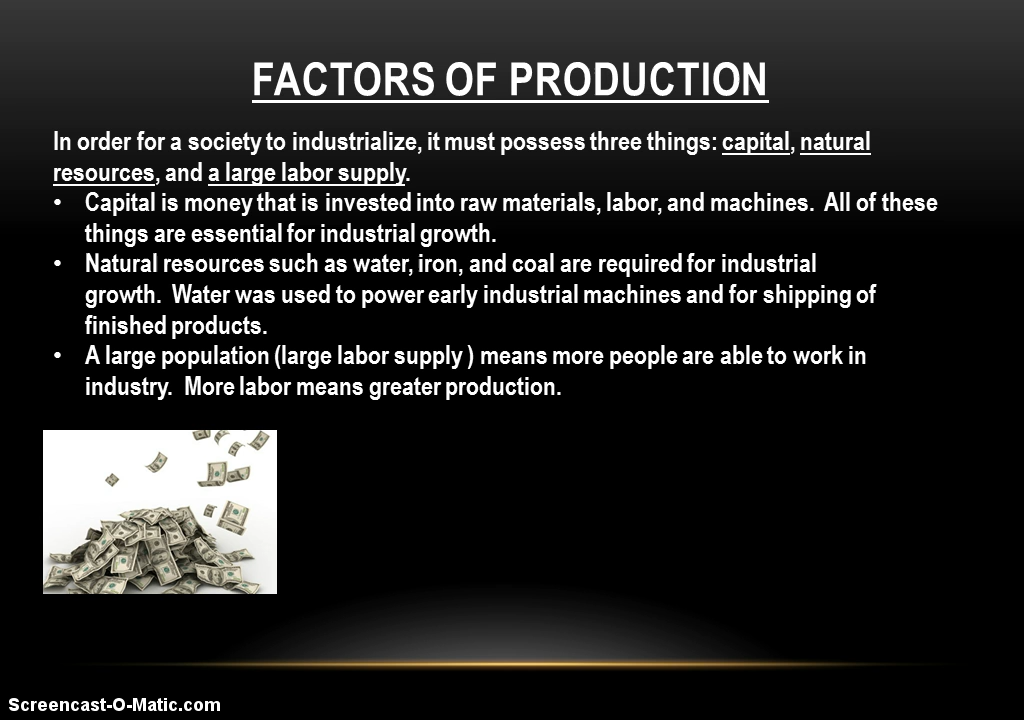 FACTORS OF PRODUCTION
In order for a society to industrialize, it must possess three things: capital, natural
resources, and a large labor supply.
• Capital is money that is invested into raw materials, labor, and machines.  All of these
things are essential for industrial growth.
• Natural resources such as water, iron, and coal are required for industrial
growth.  Water was used to power early industrial machines and for shipping of
finished products.
• A large population (large labor supply ) means more people are able to work in
industry.  More labor means greater production.
Screencast-O-Matic.com